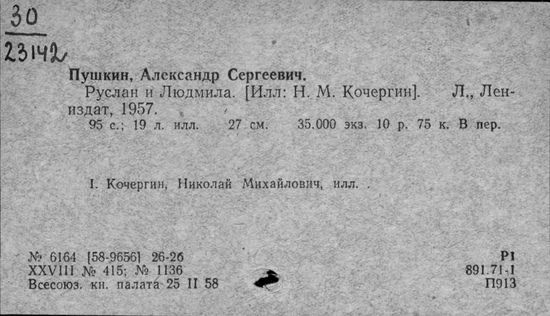 30
23142
Пушкин, Александр Сергеевич.
Руслан и Людмила. [Илл: Н. М. Кочергин]. Л., Лен-
издат, 1957.
95 с.; 19 л. илл. 27 см. 35.000 экз. 10 р. 75 к. В пер.
I. Кочергин, Николай Михайлович, илл.
№ 6164 [58-9656] 26-26 Р1
XXVIII № 415; № 1136 891.71-1
Всесоюз. кн. палата 25 II 58 П913